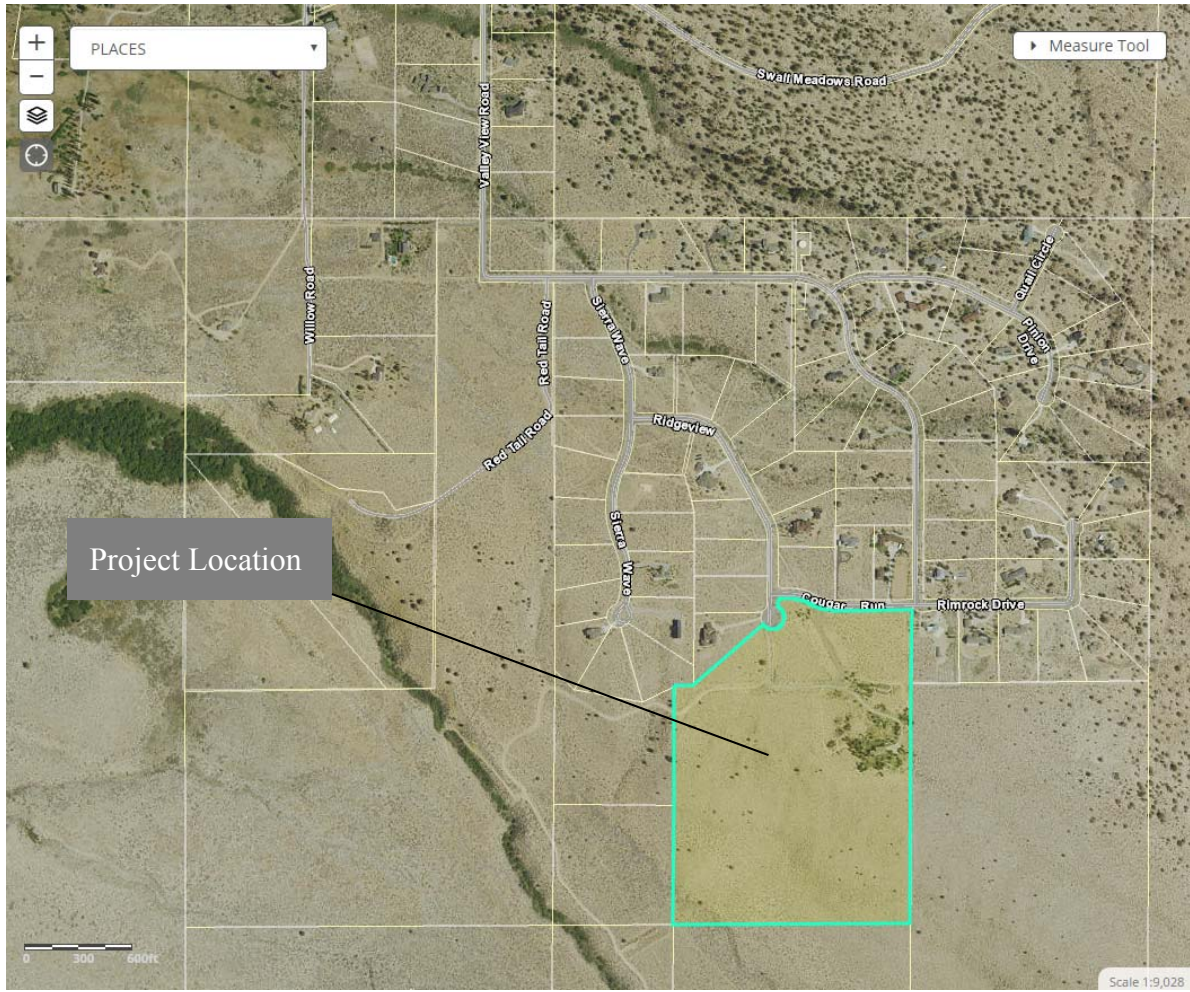 +
PLACES
Measure Tool
−
Swall Meadows Road
Valley View Road
Quail Circle
Willow Road
Red Tail Road
Sierra Wave
Pinion
Drive
Ridgeview
Red Tail Road
Sierra
Wave
Project Location
Cougar Run
Rimrock Drive
0 300 600ft
Scale 1:9,028